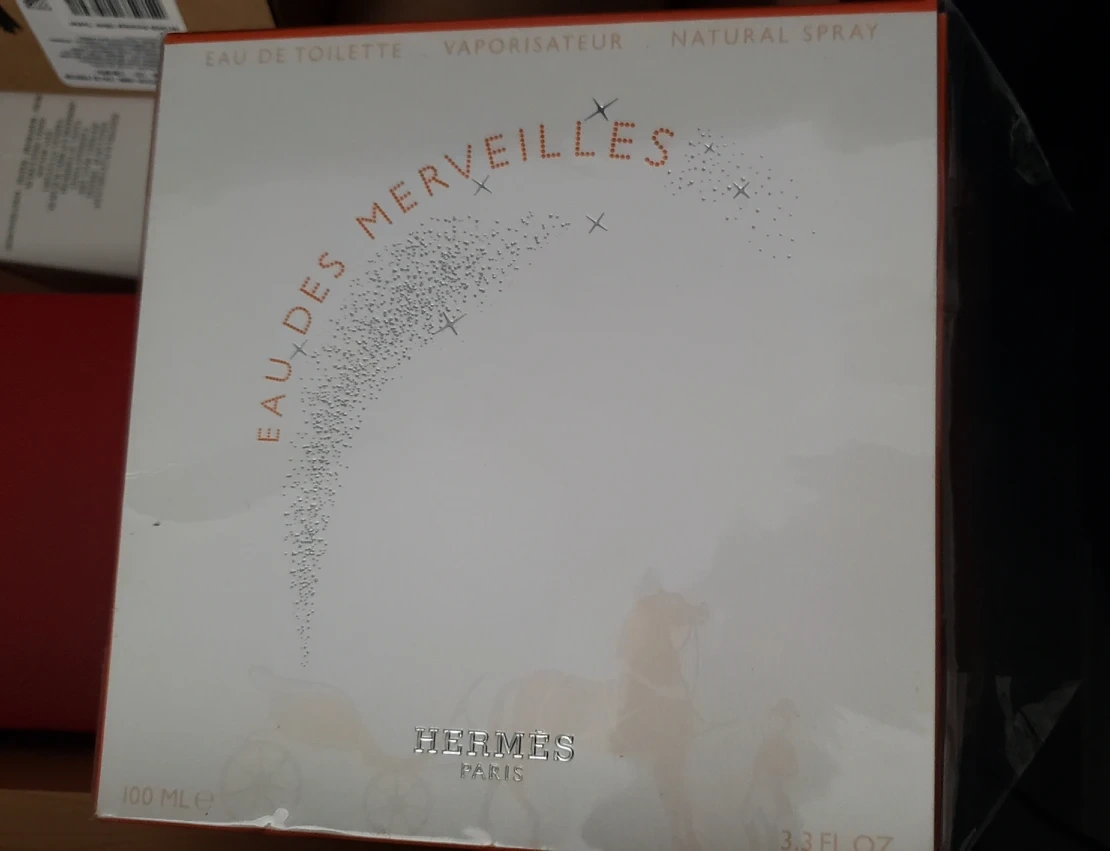 EAU DE TOILETTE VAPORISATEUR NATURAL SPRAY
EAU DES MERVEILLES
HERMÈS
PARIS
100 ML ℮
3.3 FL OZ